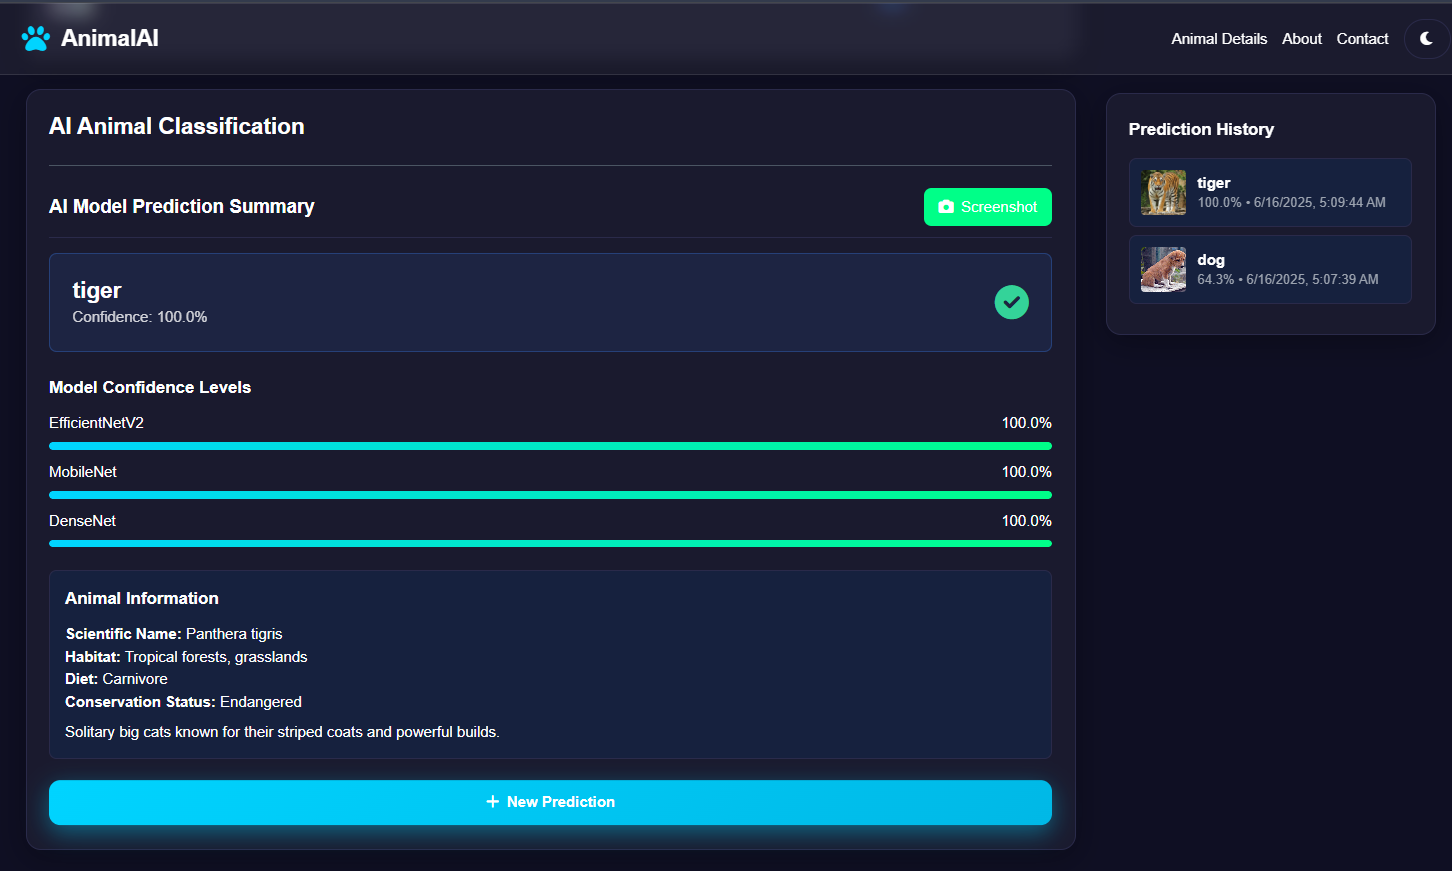 AnimalAI
Animal Details
About
Contact
AI Animal Classification
AI Model Prediction Summary
Screenshot
tiger
Confidence: 100.0%
Model Confidence Levels
EfficientNetV2 100.0%
MobileNet 100.0%
DenseNet 100.0%
Animal Information
Scientific Name: Panthera tigris
Habitat: Tropical forests, grasslands
Diet: Carnivore
Conservation Status: Endangered
Solitary big cats known for their striped coats and powerful builds.
+ New Prediction
Prediction History
tiger
100.0% • 6/16/2025, 5:09:44 AM
dog
64.3% • 6/16/2025, 5:07:39 AM